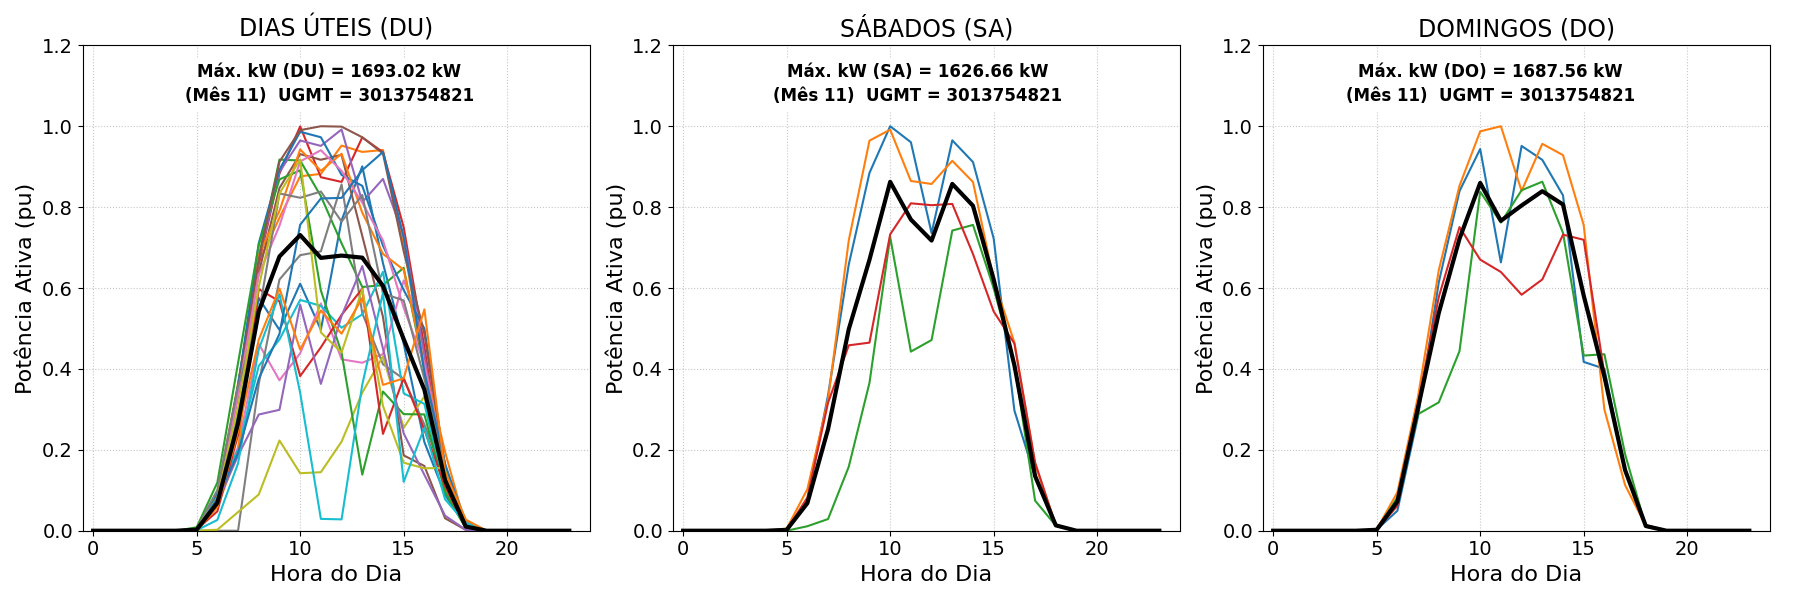 DIAS ÚTEIS (DU)
Máx. kW (DU) = 1693.02 kW
(Mês 11)  UGMT = 3013754821
Potência Ativa (pu)
1.2
1.0
0.8
0.6
0.4
0.2
0.0
0 5 10 15 20
Hora do Dia
SÁBADOS (SA)
Máx. kW (SA) = 1626.66 kW
(Mês 11)  UGMT = 3013754821
Potência Ativa (pu)
1.2
1.0
0.8
0.6
0.4
0.2
0.0
0 5 10 15 20
Hora do Dia
DOMINGOS (DO)
Máx. kW (DO) = 1687.56 kW
(Mês 11)  UGMT = 3013754821
Potência Ativa (pu)
1.2
1.0
0.8
0.6
0.4
0.2
0.0
0 5 10 15 20
Hora do Dia